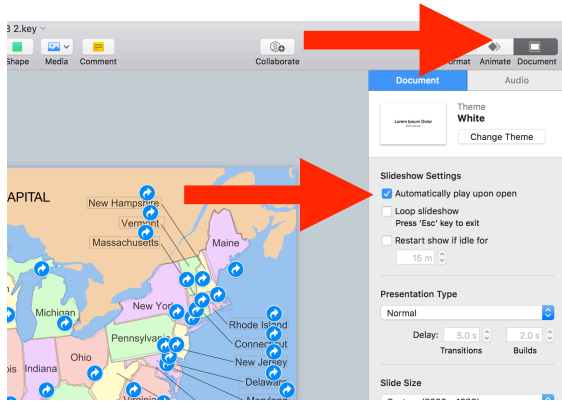 3 2.key
Shape Media Comment Collaborate Animate Document
Document Audio
Lorem Ipsum Dolor
Theme
White
Change Theme
Slideshow Settings
Automatically play upon open
Loop slideshow
Press 'Esc' key to exit
Restart show if idle for
15 m
Presentation Type
Normal
Delay: 5.0 s 2.0 s
Transitions Builds
Slide Size
APITAL
New Hampshire
Vermont
Massachusetts
Maine
New York
Michigan
Rhode Island
Connecticut
Pennsylvania
New Jersey
Ohio
Indiana
Delaware
Virginia
Maryland